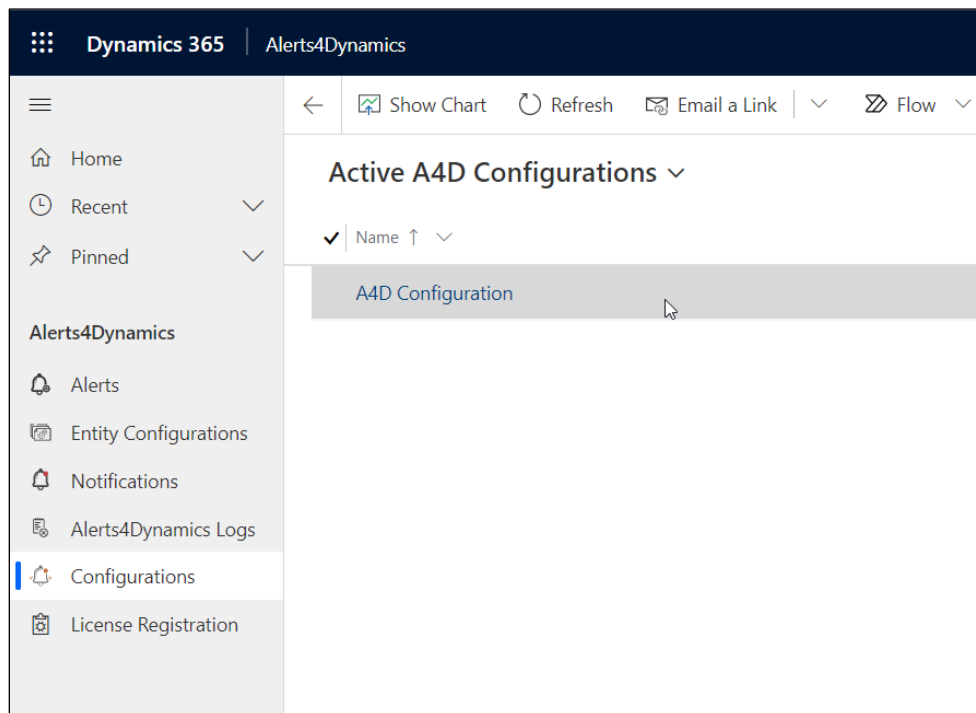 Dynamics 365 Alerts4Dynamics
Show Chart Refresh Email a Link Flow
Home
Recent
Pinned
Alerts4Dynamics
Alerts
Entity Configurations
Notifications
Alerts4Dynamics Logs
Configurations
License Registration
Active A4D Configurations
Name ↑
A4D Configuration